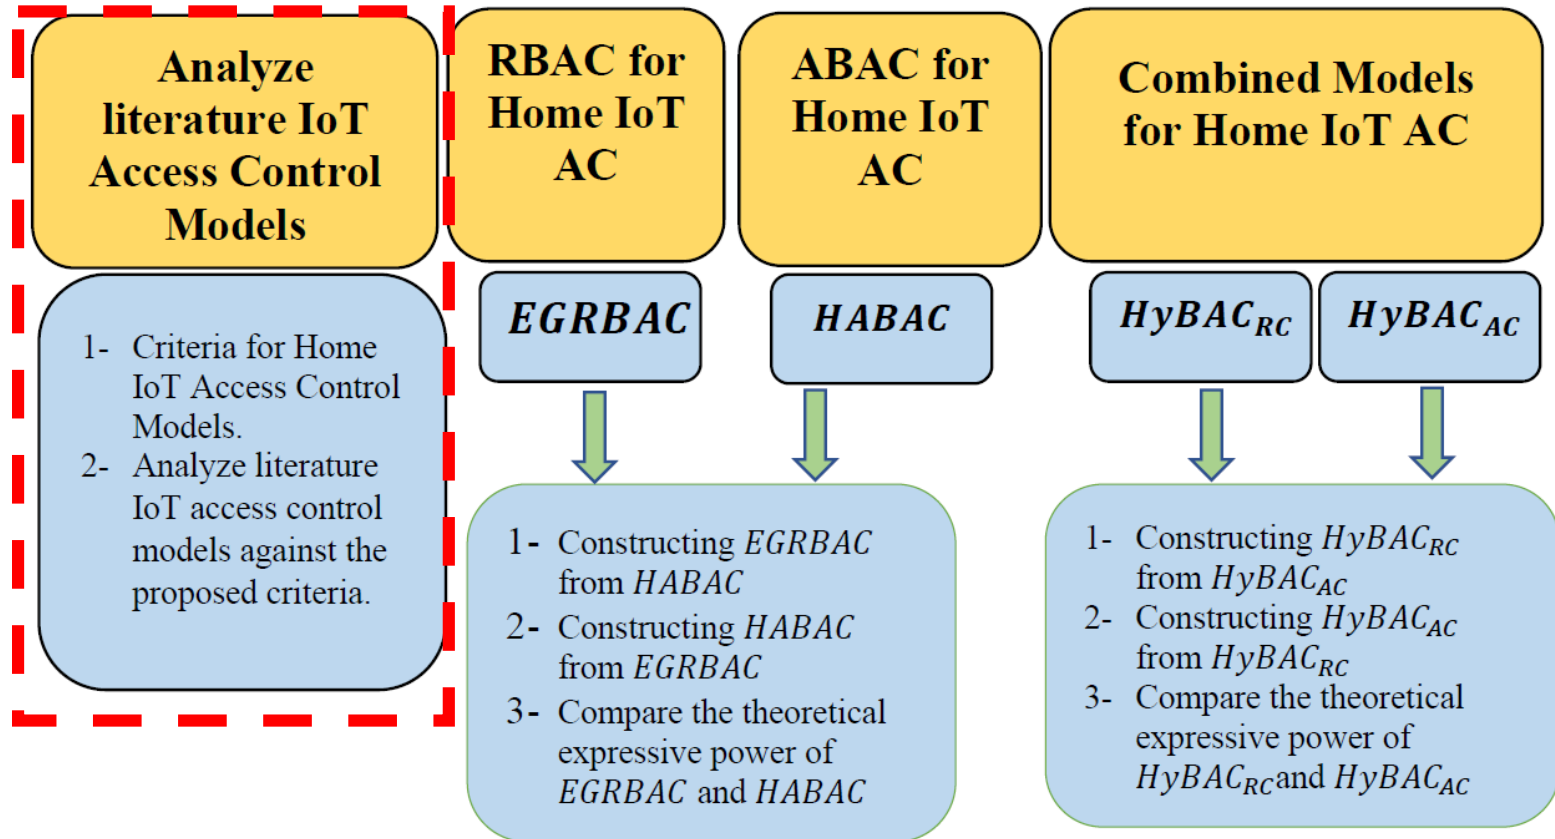 Analyze
literature IoT
Access Control
Models
RBAC for
Home IoT
AC
ABAC for
Home IoT
AC
Combined Models
for Home IoT AC
1- Criteria for Home
IoT Access Control
Models.
2- Analyze literature
IoT access control
models against the
proposed criteria.
EGRBAC
HABAC
HyBAC_RC
HyBAC_AC
1- Constructing EGRBAC
from HABAC
2- Constructing HABAC
from EGRBAC
3- Compare the theoretical
expressive power of
EGRBAC and HABAC
1- Constructing HyBAC_RC
from HyBAC_AC
2- Constructing HyBAC_AC
from HyBAC_RC
3- Compare the theoretical
expressive power of
HyBAC_RC and HyBAC_AC